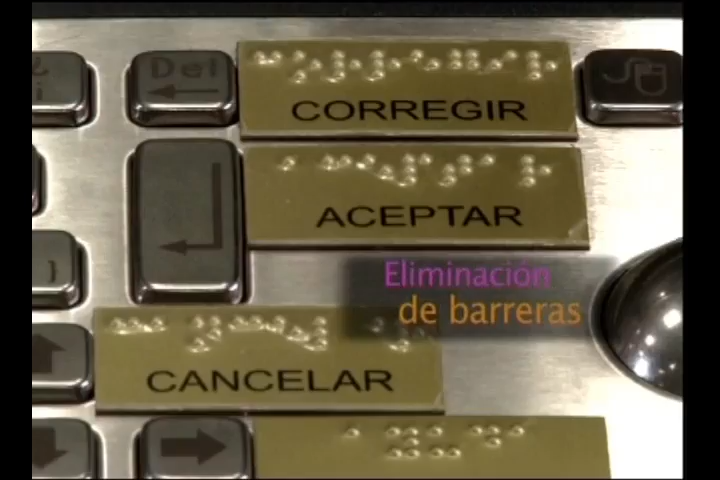 Del
CORREGIR
ACEPTAR
Eliminación
de barreras
CANCELAR